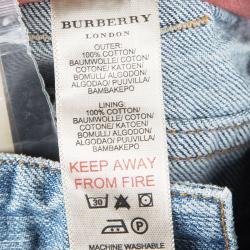 BURBERRY
LONDON
OUTER:
100% COTTON/
BAUMWOLLE/ COTON/
COTONE/ KATOEN/
BOMULL/ ALGODON/
ALGODAO/ PUUVILLA/
BAMBAKEPO
LINING:
100% COTTON/
BAUMWOLLE/ COTON/
COTONE/ KATOEN/
BOMULL/ ALGODON/
ALGODAO/ PUUVILLA/
BAMBAKEPO
KEEP AWAY
FROM FIRE
30
P
MACHINE WASHABLE